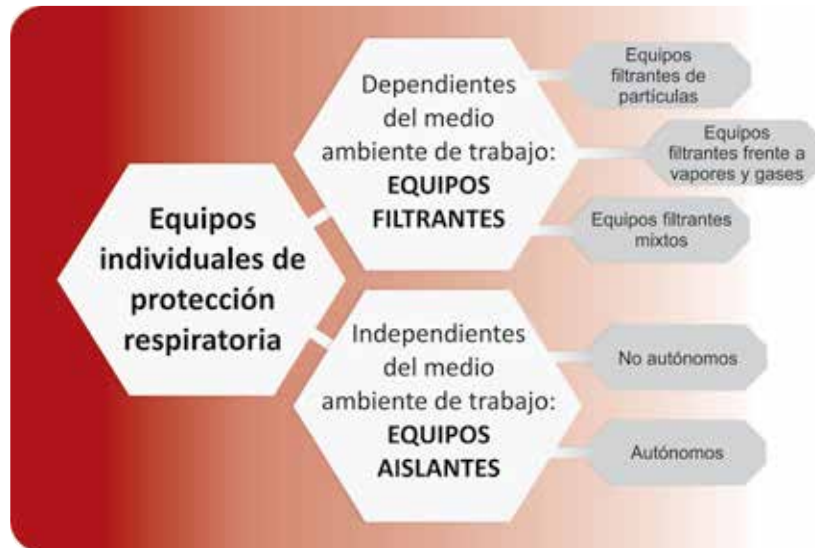 Equipos
individuales de
protección
respiratoria
Dependientes
del medio
ambiente de trabajo:
EQUIPOS
FILTRANTES
Equipos
filtrantes de
partículas
Equipos
filtrantes frente a
vapores y gases
Equipos filtrantes
mixtos
Independientes
del medio
ambiente de trabajo:
EQUIPOS
AISLANTES
No autónomos
Autónomos